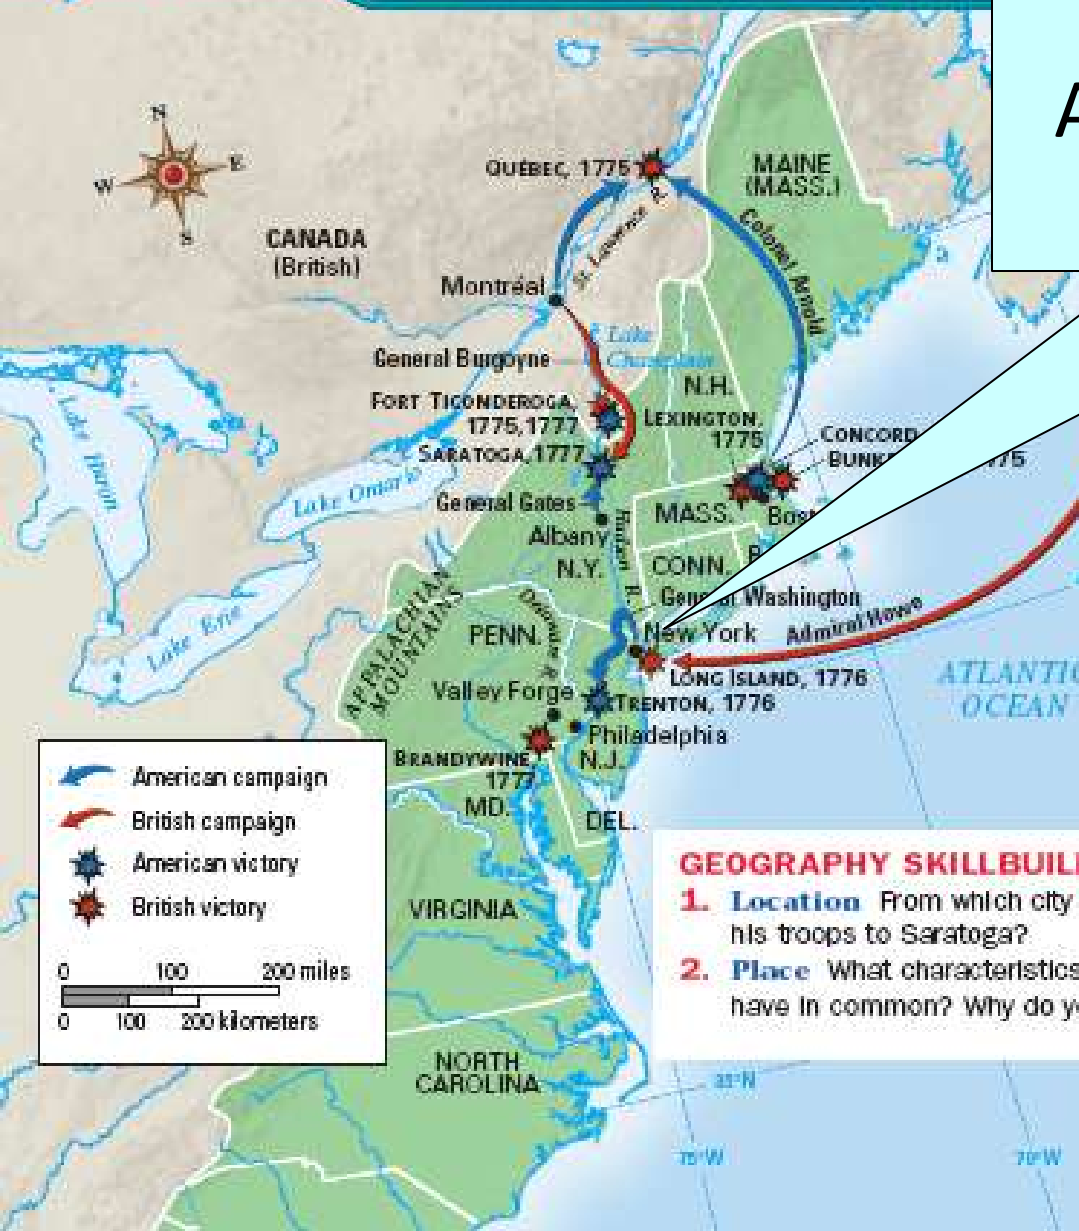 A
N
E
W
S
QUÉBEC, 1775
MAINE
(MASS.)
CANADA
(British)
St. Lawrence R.
Colonel Arnold
Montréal
Lake
Champlain
General Burgoyne
N.H.
FORT TICONDEROGA,
1775, 1777
LEXINGTON,
1775
CONCORD
SARATOGA, 1777
Lake Huron
Lake Ontario
General Gates
MASS.
Albany
Hudson R.
N.Y.
CONN.
APPALACHIAN
MOUNTAINS
Delaware R.
General Washington
Lake Erie
PENN.
New York
Admiral Howe
LONG ISLAND, 1776
ATLANTIC
OCEAN
Valley Forge
TRENTON, 1776
Philadelphia
BRANDYWINE,
1777
N.J.
MD.
DEL.
American campaign
British campaign
American victory
British victory
0 100 200 miles
0 100 200 kilometers
VIRGINIA
NORTH
CAROLINA
GEOGRAPHY SKILLBUIL
1. Location From which city
his troops to Saratoga?
2. Place What characteristics
have in common? Why do y
75°W
70°W